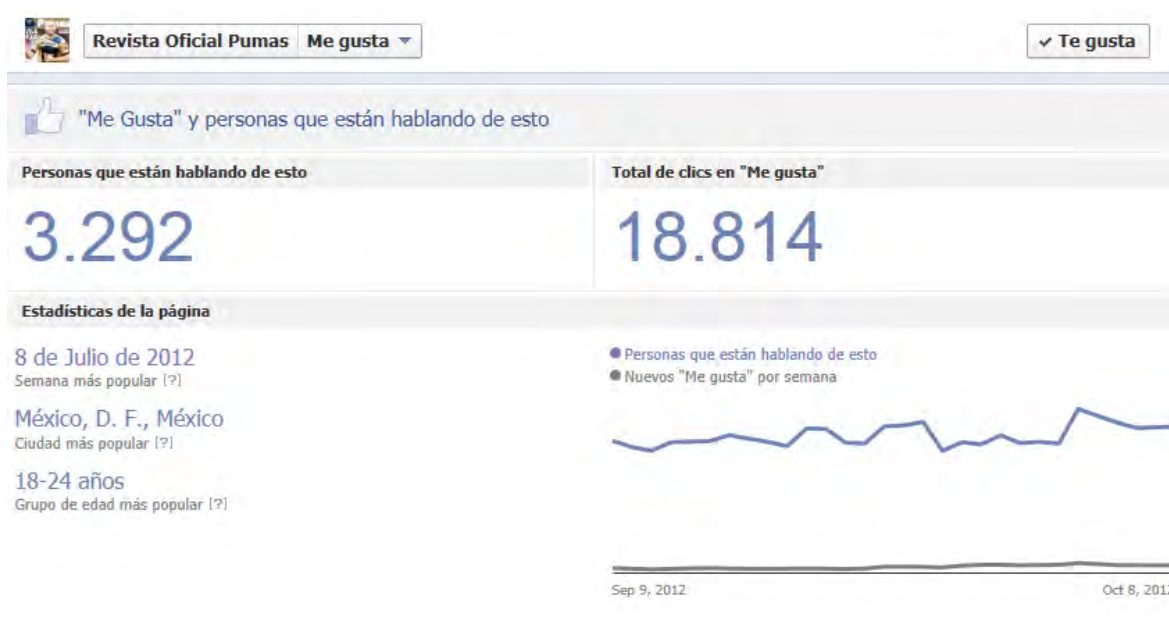 Revista Oficial Pumas Me gusta
✓ Te gusta
"Me Gusta" y personas que están hablando de esto
Personas que están hablando de esto
3.292
Total de clics en "Me gusta"
18.814
Estadísticas de la página
8 de Julio de 2012
Semana más popular [?]
México, D. F., México
Ciudad más popular [?]
18-24 años
Grupo de edad más popular [?]
Personas que están hablando de esto
Nuevos "Me gusta" por semana
Sep 9, 2012
Oct 8, 2012